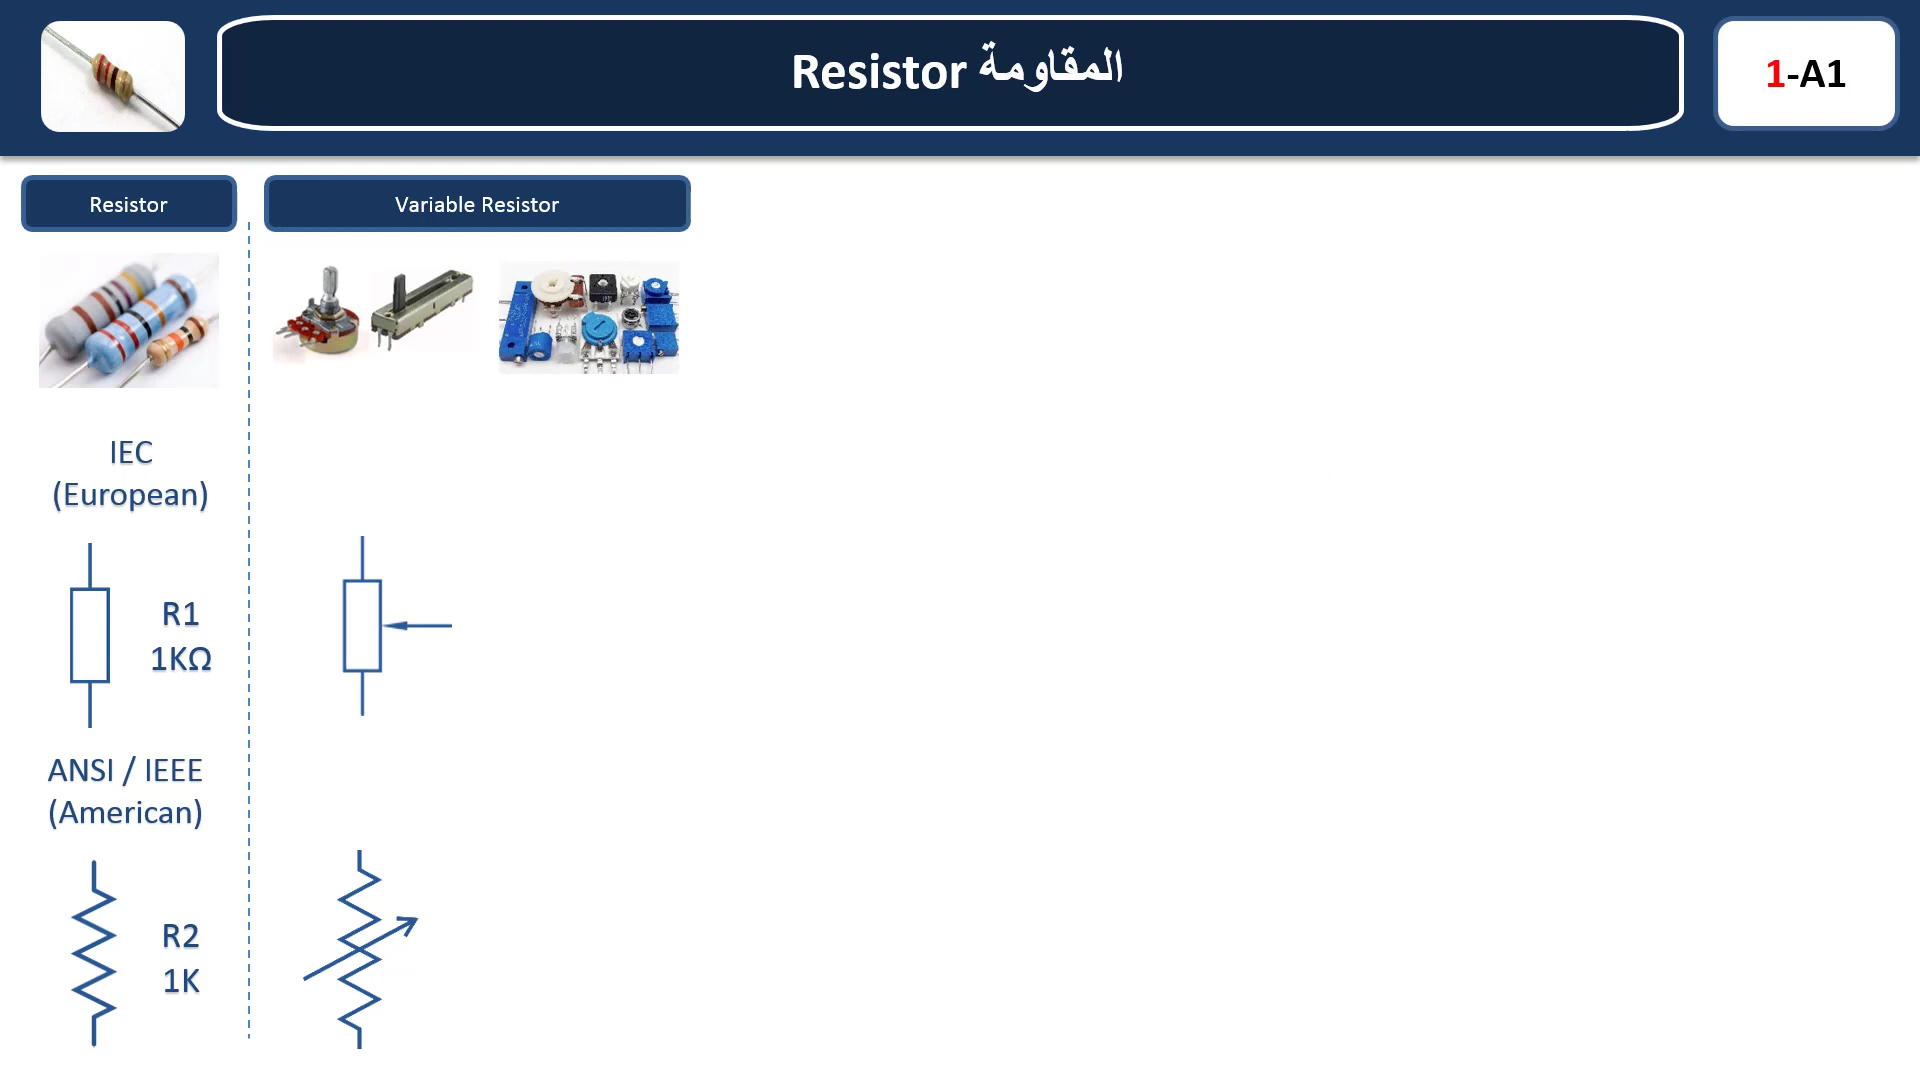 المقاومة Resistor
1-A1
Resistor
Variable Resistor
IEC
(European)
R1
1KΩ
ANSI / IEEE
(American)
R2
1K